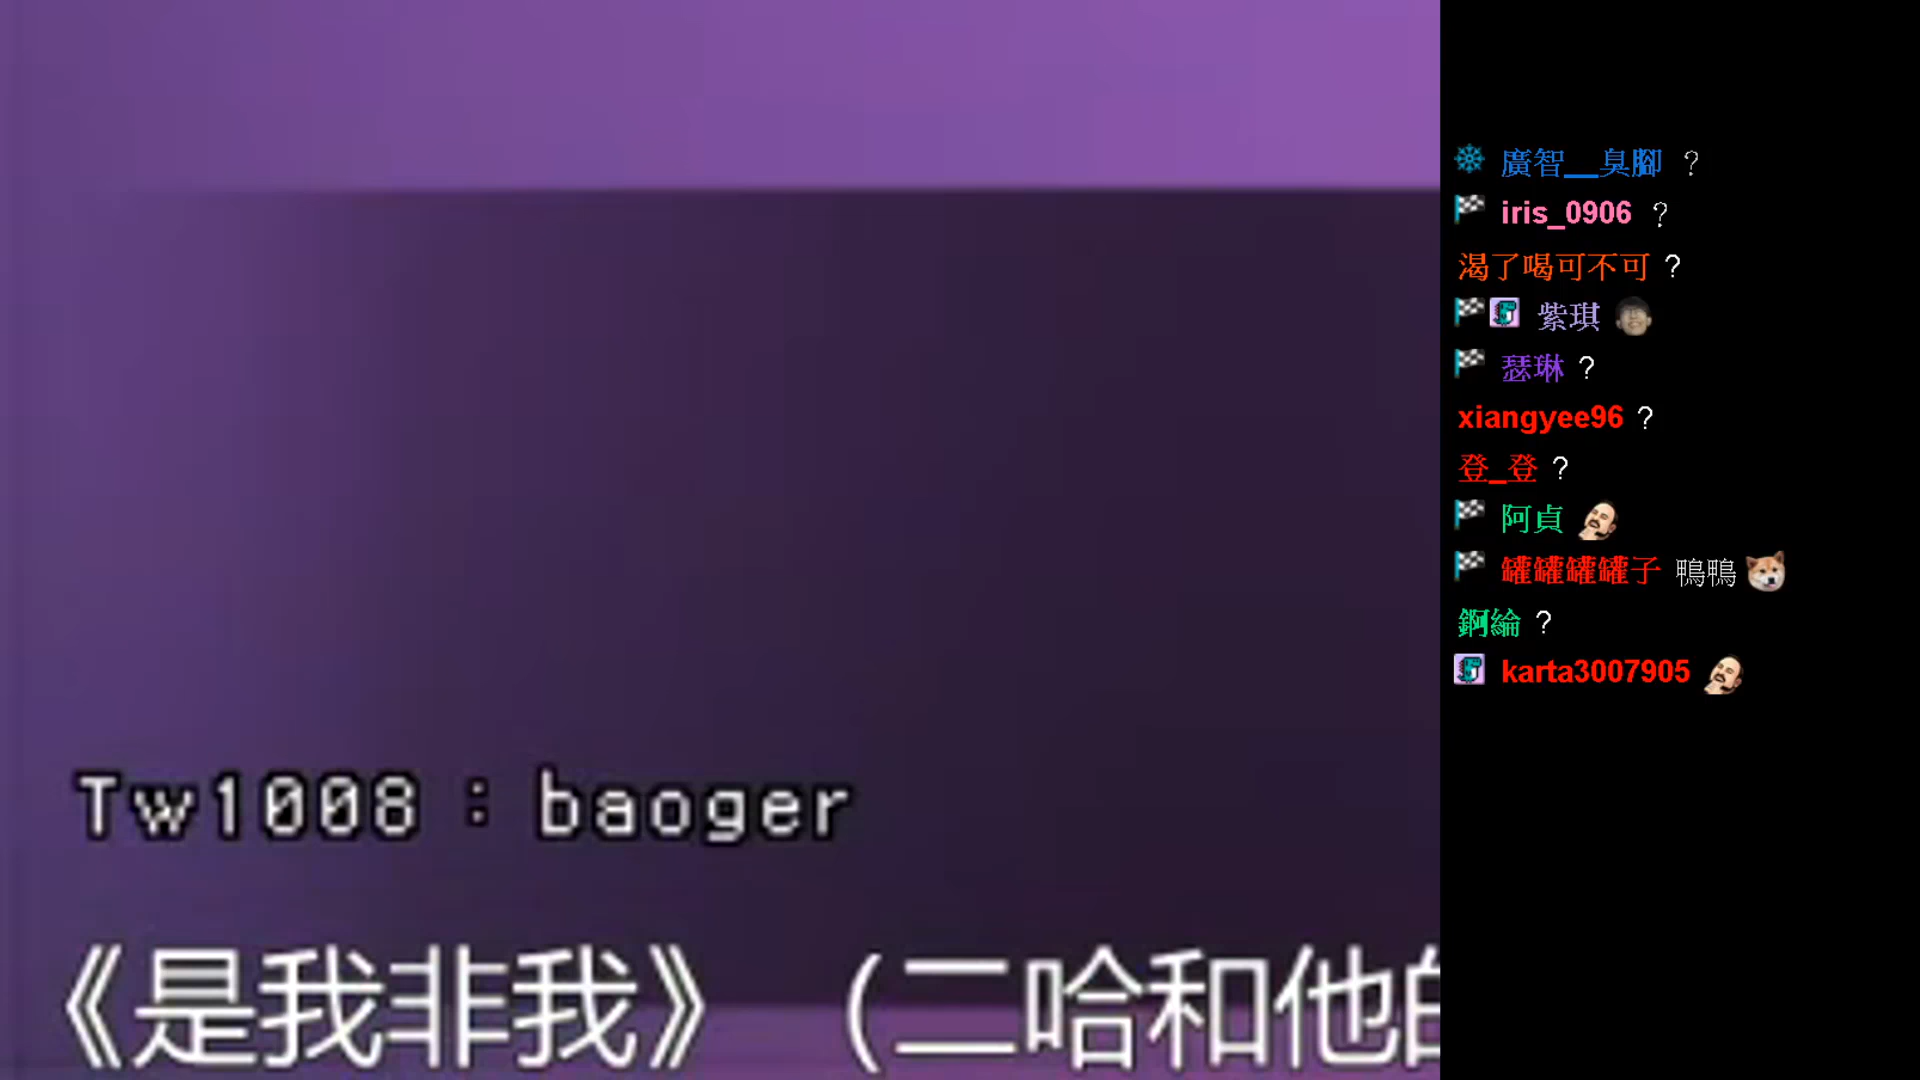 Tw1008 : baoger
《是我非我》 (二哈和他的
廣智__臭腳 ?
iris_0906 ?
渴了喝可不可 ?
紫琪
瑟琳 ?
xiangyee96 ?
登_登 ?
阿貞
罐罐罐罐子 鴨鴨
錒綸 ?
karta3007905